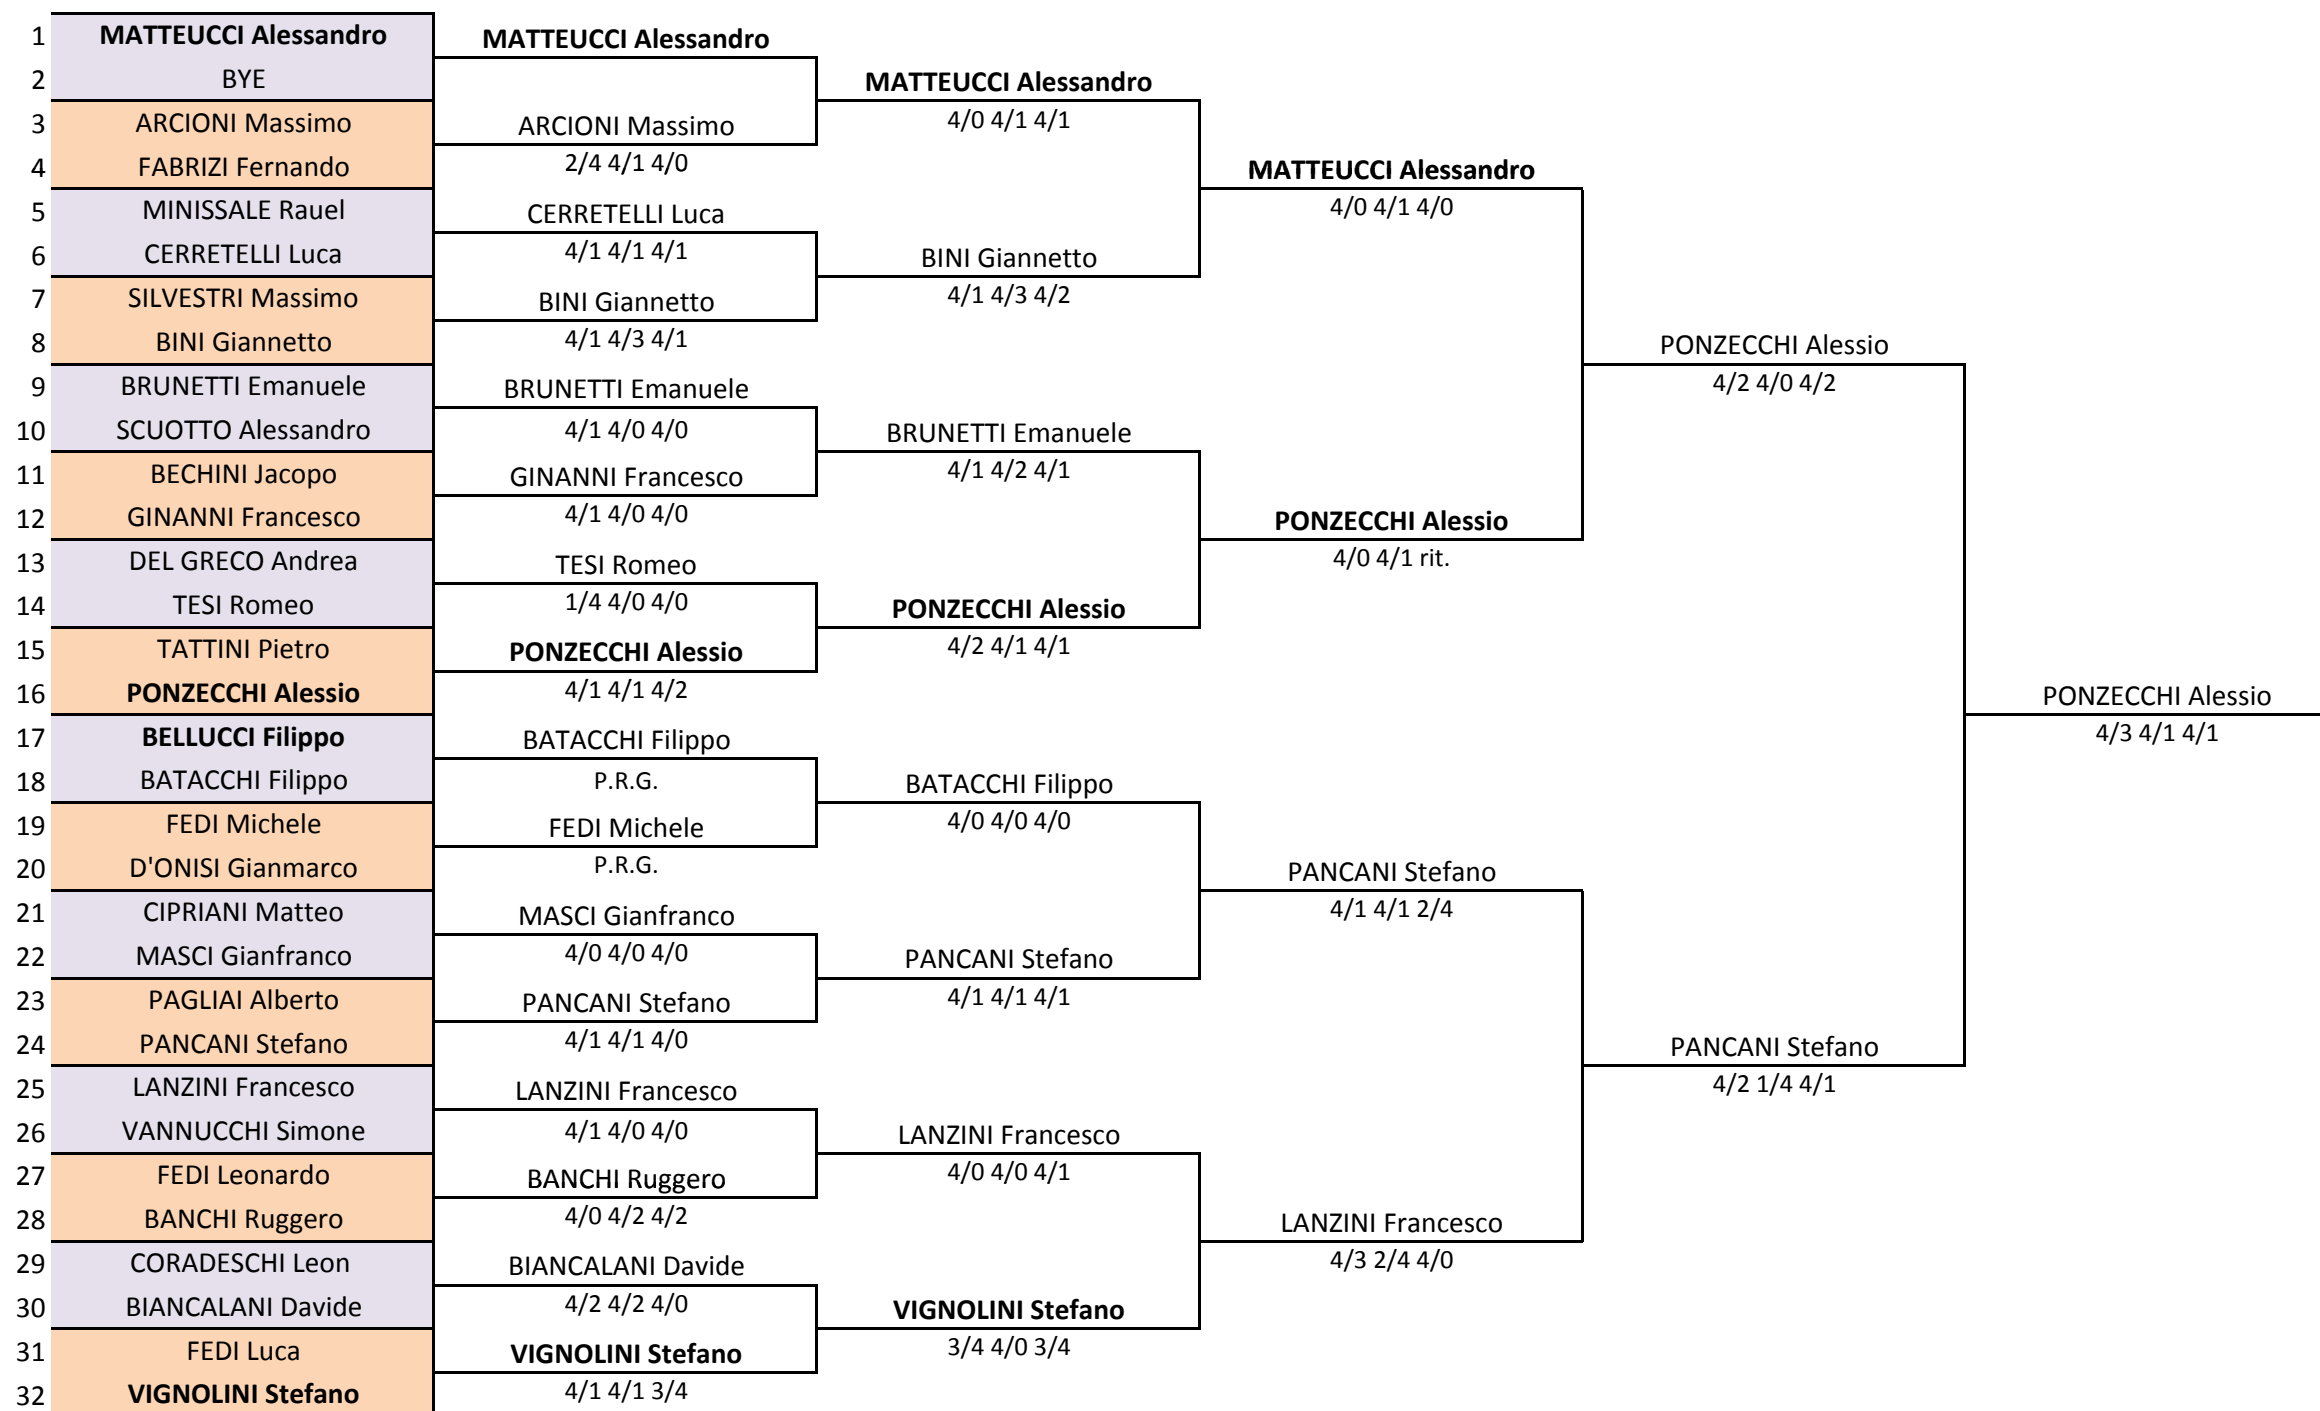 1 MATTEUCCI Alessandro
2 BYE
3 ARCIONI Massimo
4 FABRIZI Fernando
5 MINISSALE Rauel
6 CERRETELLI Luca
7 SILVESTRI Massimo
8 BINI Giannetto
9 BRUNETTI Emanuele
10 SCUOTTO Alessandro
11 BECHINI Jacopo
12 GINANNI Francesco
13 DEL GRECO Andrea
14 TESI Romeo
15 TATTINI Pietro
16 PONZECCHI Alessio
17 BELLUCCI Filippo
18 BATACCHI Filippo
19 FEDI Michele
20 D'ONISI Gianmarco
21 CIPRIANI Matteo
22 MASCI Gianfranco
23 PAGLIAI Alberto
24 PANCANI Stefano
25 LANZINI Francesco
26 VANNUCCHI Simone
27 FEDI Leonardo
28 BANCHI Ruggero
29 CORADESCHI Leon
30 BIANCALANI Davide
31 FEDI Luca
32 VIGNOLINI Stefano
MATTEUCCI Alessandro
ARCIONI Massimo
2/4 4/1 4/0
CERRETELLI Luca
4/1 4/1 4/1
BINI Giannetto
4/1 4/3 4/1
BRUNETTI Emanuele
4/1 4/0 4/0
GINANNI Francesco
4/1 4/0 4/0
TESI Romeo
1/4 4/0 4/0
PONZECCHI Alessio
4/1 4/1 4/2
BATACCHI Filippo
P.R.G.
FEDI Michele
P.R.G.
MASCI Gianfranco
4/0 4/0 4/0
PANCANI Stefano
4/1 4/1 4/0
LANZINI Francesco
4/1 4/0 4/0
BANCHI Ruggero
4/0 4/2 4/2
BIANCALANI Davide
4/2 4/2 4/0
VIGNOLINI Stefano
4/1 4/1 3/4
MATTEUCCI Alessandro
4/0 4/1 4/1
BINI Giannetto
4/1 4/3 4/2
BRUNETTI Emanuele
4/1 4/2 4/1
PONZECCHI Alessio
4/2 4/1 4/1
BATACCHI Filippo
4/0 4/0 4/0
PANCANI Stefano
4/1 4/1 4/1
LANZINI Francesco
4/0 4/0 4/1
VIGNOLINI Stefano
3/4 4/0 3/4
MATTEUCCI Alessandro
4/0 4/1 4/0
PONZECCHI Alessio
4/0 4/1 rit.
PANCANI Stefano
4/1 4/1 2/4
LANZINI Francesco
4/3 2/4 4/0
PONZECCHI Alessio
4/2 4/0 4/2
PANCANI Stefano
4/2 1/4 4/1
PONZECCHI Alessio
4/3 4/1 4/1